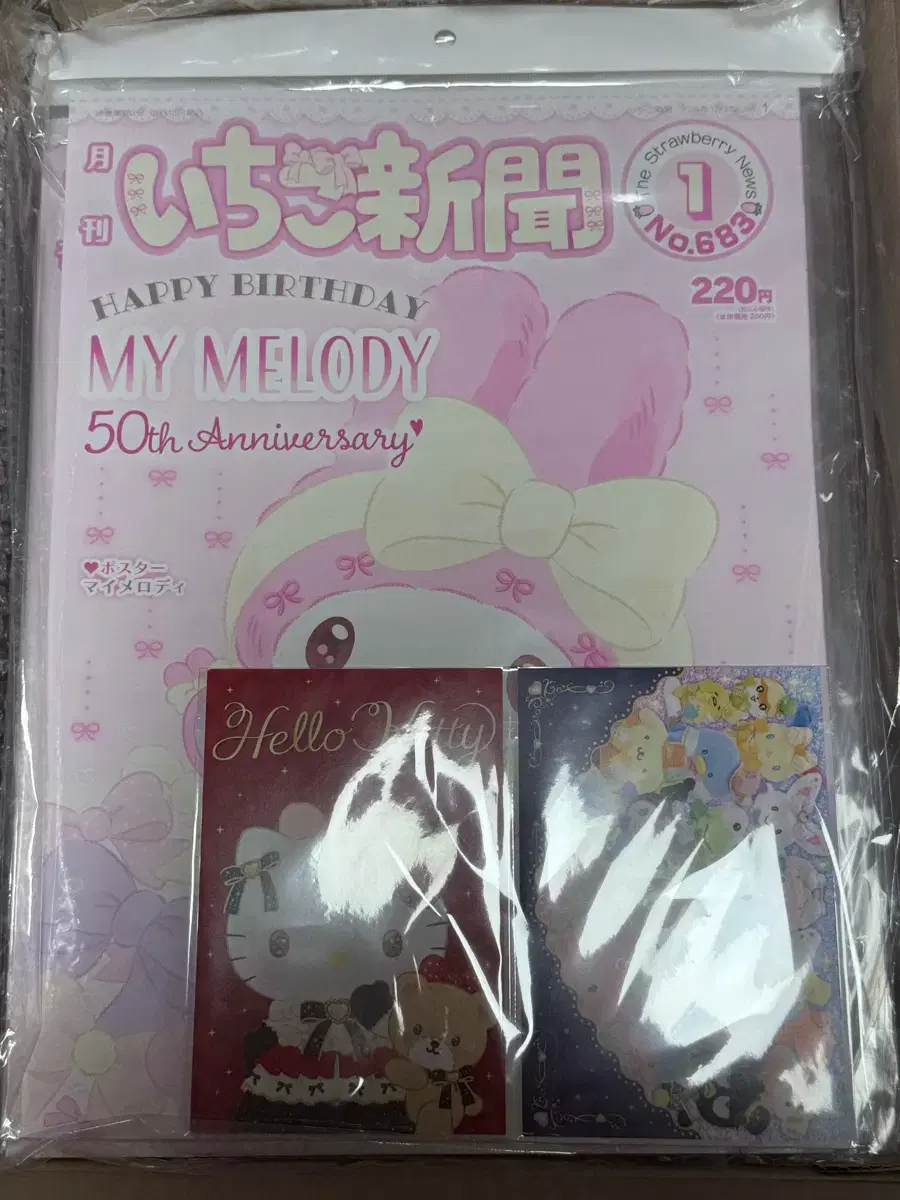 月刊
いちご新聞
The Strawberry News
1
No.683
HAPPY BIRTHDAY
220円
MY MELODY
50th Anniversary♥
♥ポスター
マイメロディ
Hello Kitty